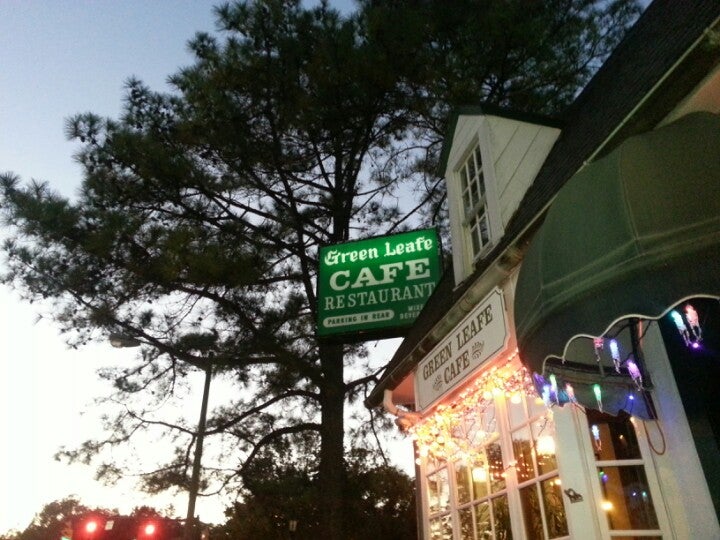 Green Leafe
CAFE
RESTAURANT
PARKING IN REAR
GREEN LEAFE
CAFE